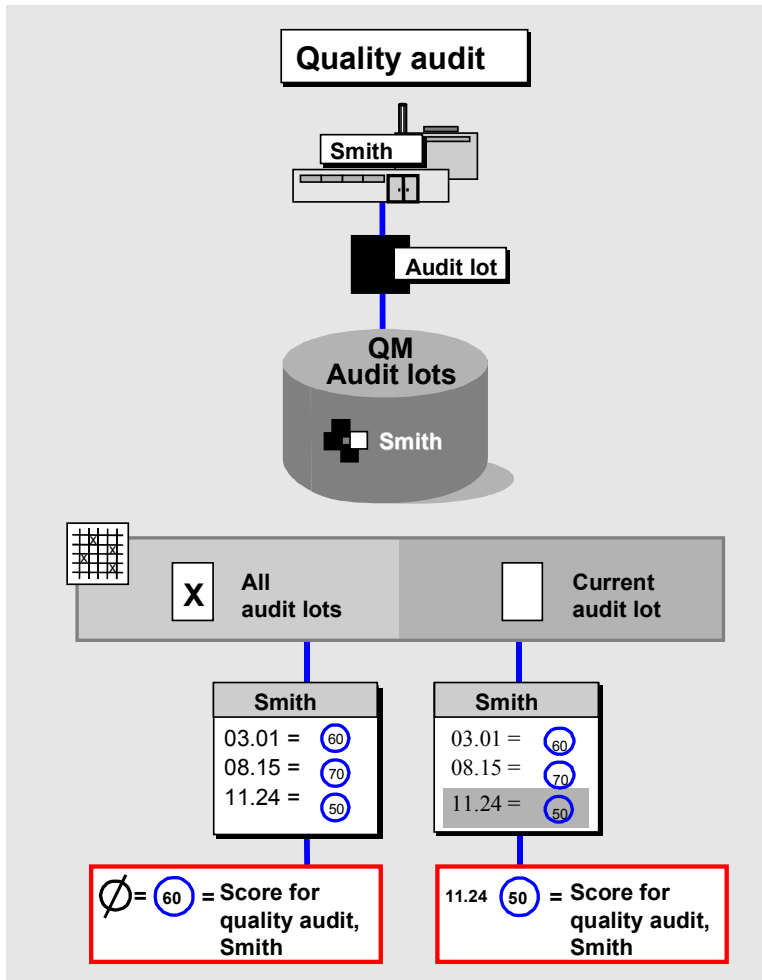 Quality audit
Smith
Audit lot
QM
Audit lots
Smith
X
All
audit lots
Current
audit lot
Smith
03.01 = 60
08.15 = 70
11.24 = 50
Smith
03.01 = 60
08.15 = 70
11.24 = 50
Ø= 60 = Score for
quality audit,
Smith
11.24 50 = Score for
quality audit,
Smith